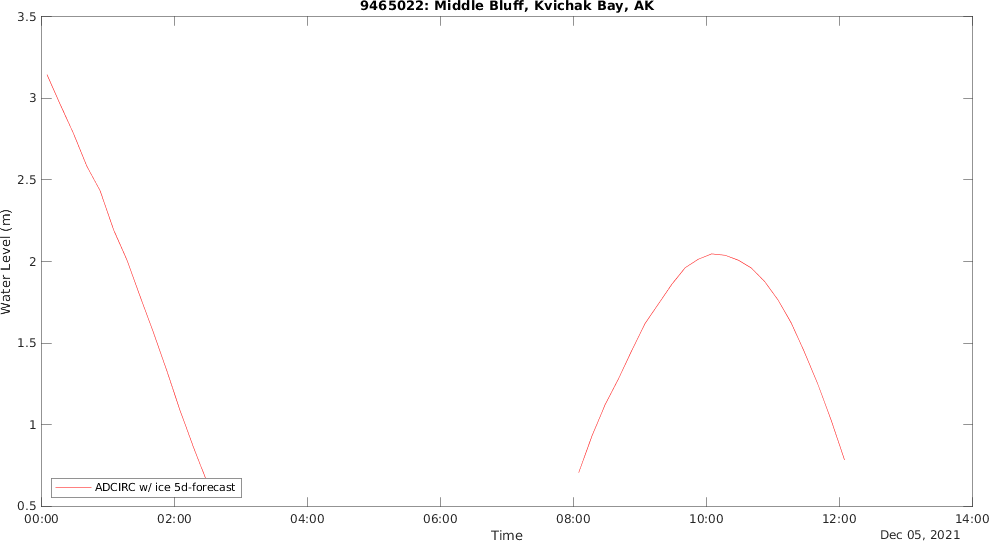 9465022: Middle Bluff, Kvichak Bay, AK
3.5
3
2.5
2
1.5
1
0.5
Water Level (m)
ADCIRC w/ ice 5d-forecast
00:00 02:00 04:00 06:00 08:00 10:00 12:00 14:00
Time
Dec 05, 2021